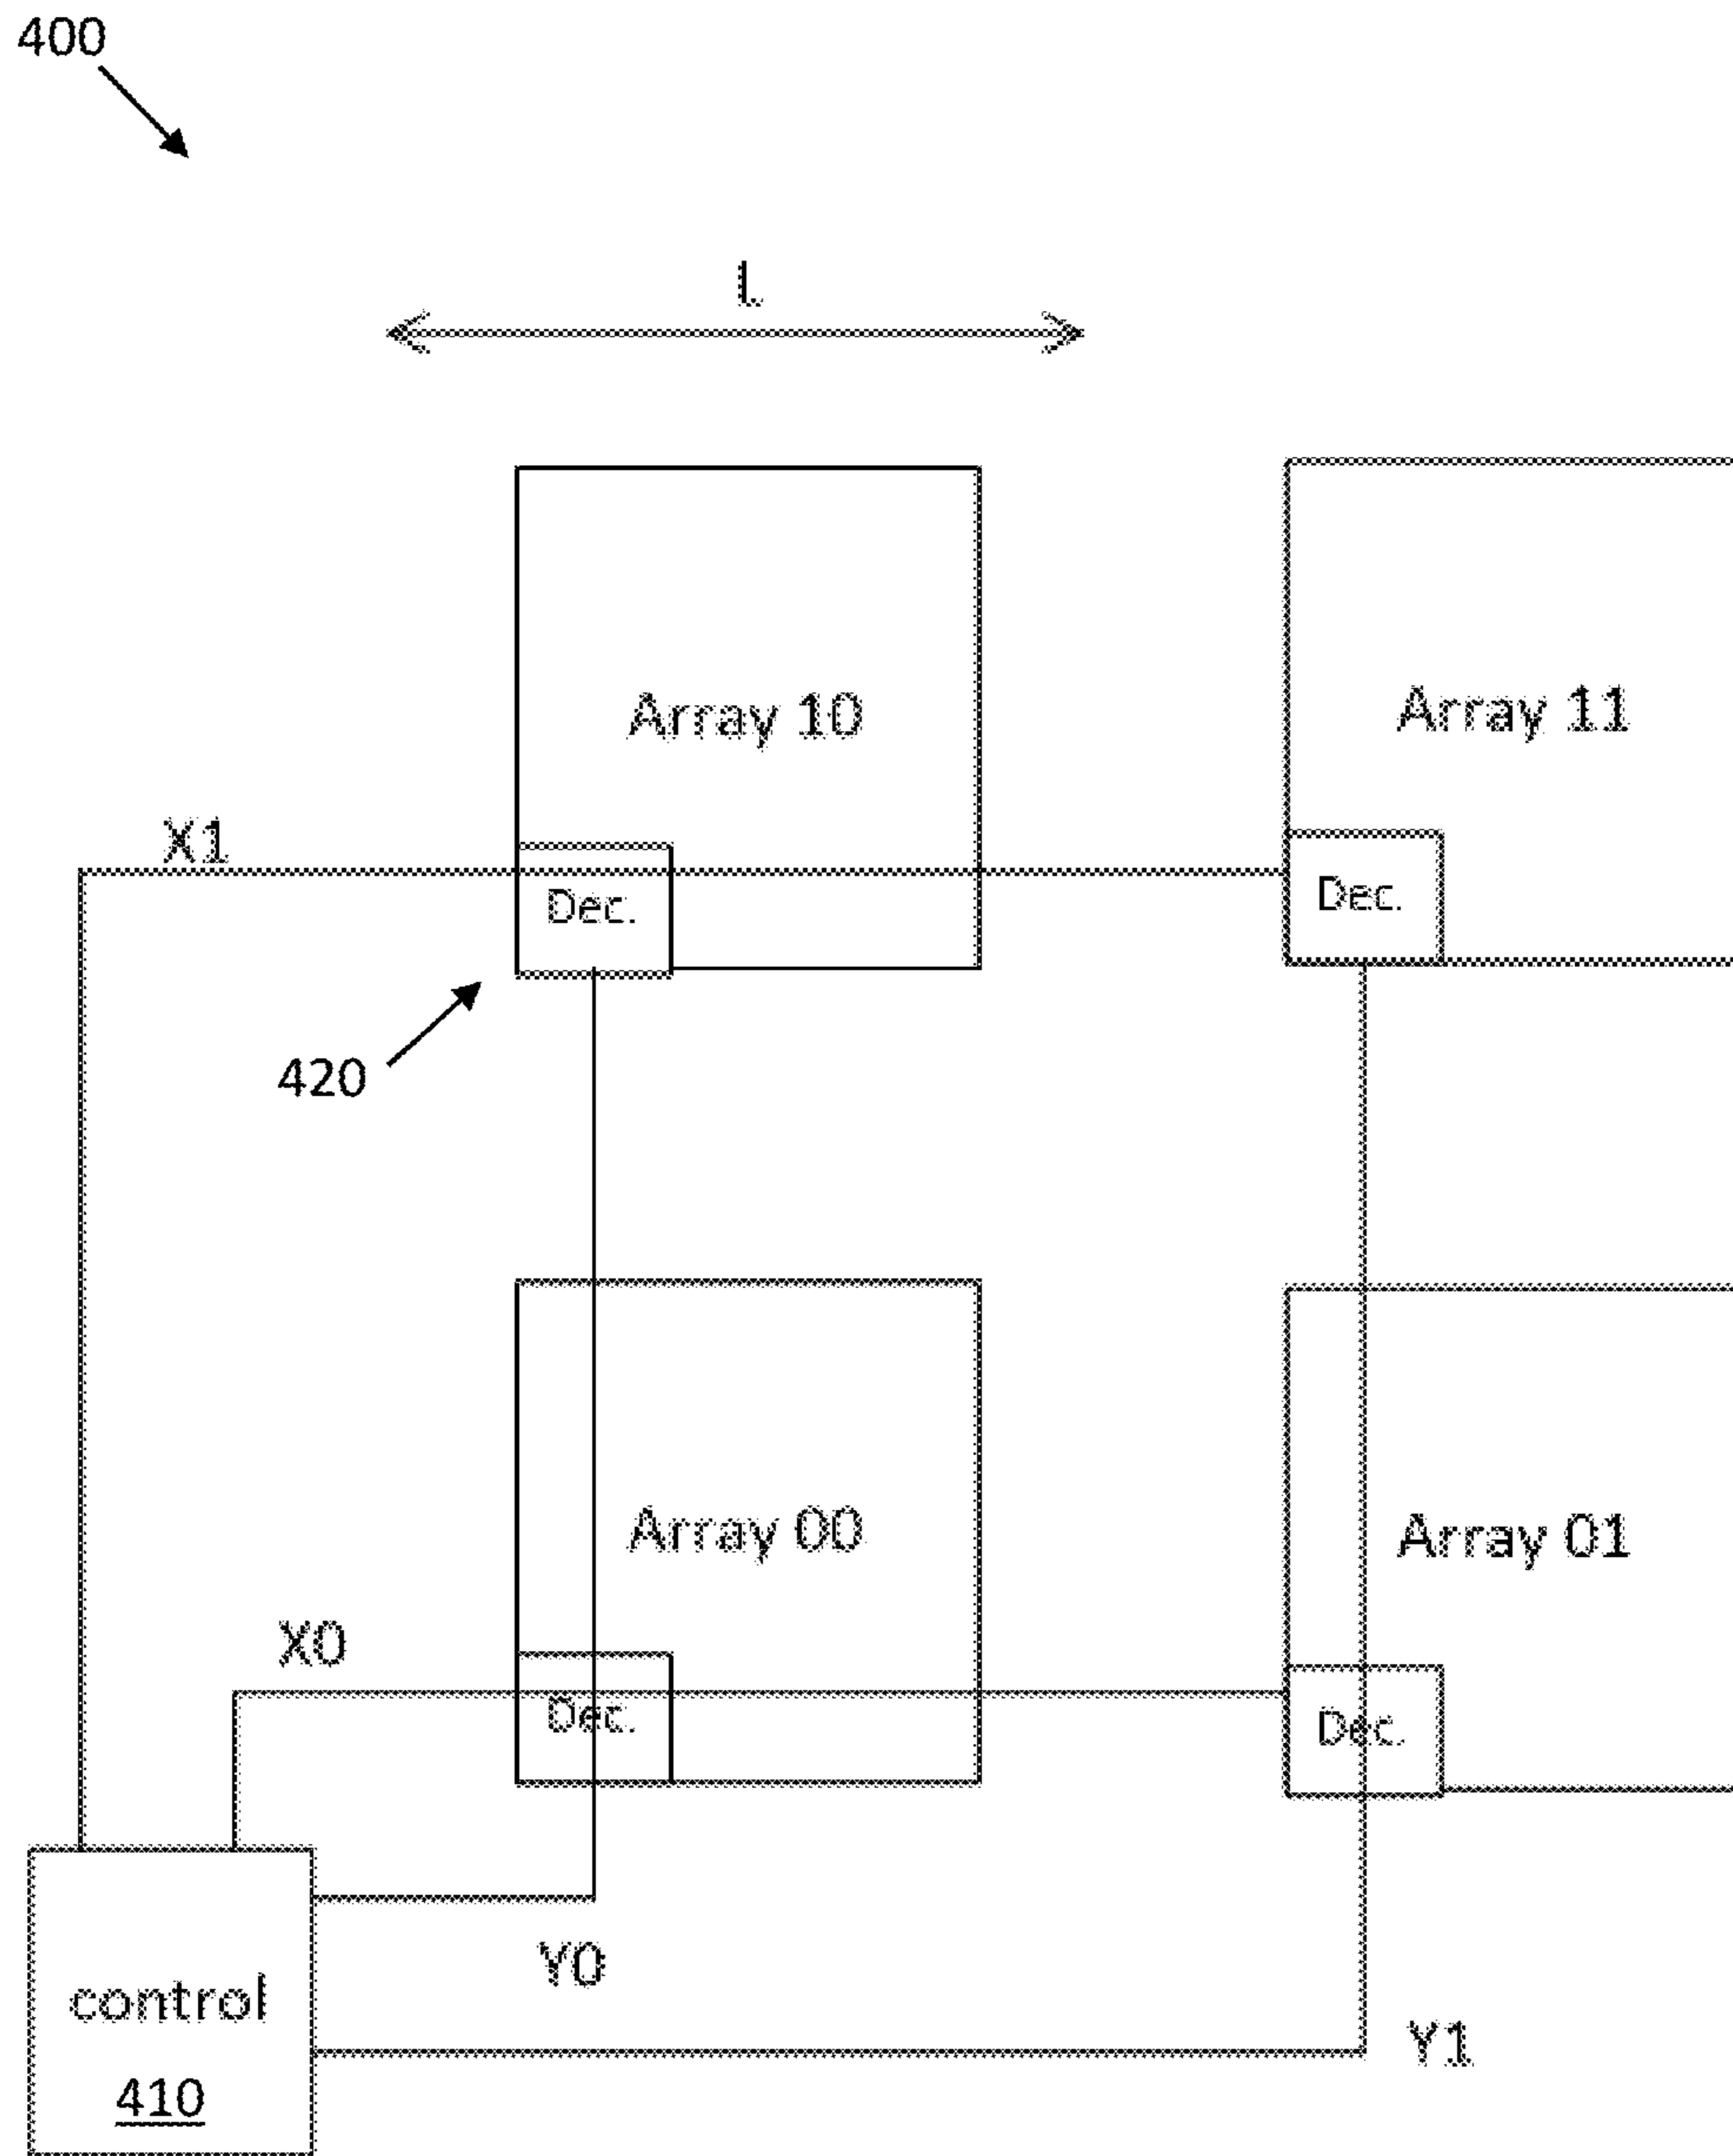 400
L
Array 10
Array 11
X1
Dec.
Dec.
420
Array 00
Array 01
X0
Dec.
Dec.
Y0
control
Y1
410